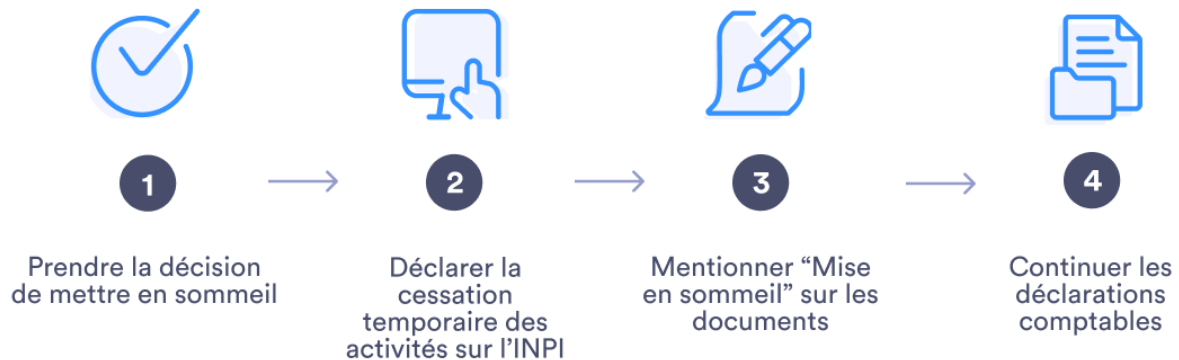 1
Prendre la décision
de mettre en sommeil
2
Déclarer la
cessation
temporaire des
activités sur l’INPI
3
Mentionner “Mise
en sommeil” sur les
documents
4
Continuer les
déclarations
comptables